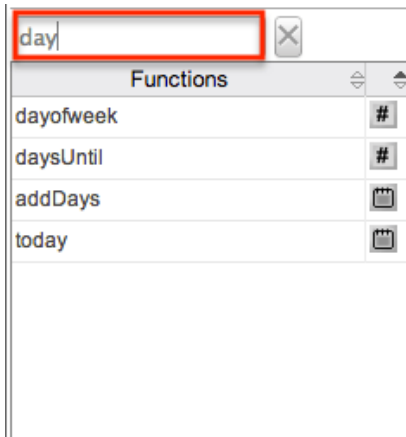 day
Functions
dayofweek #
daysUntil #
addDays
today